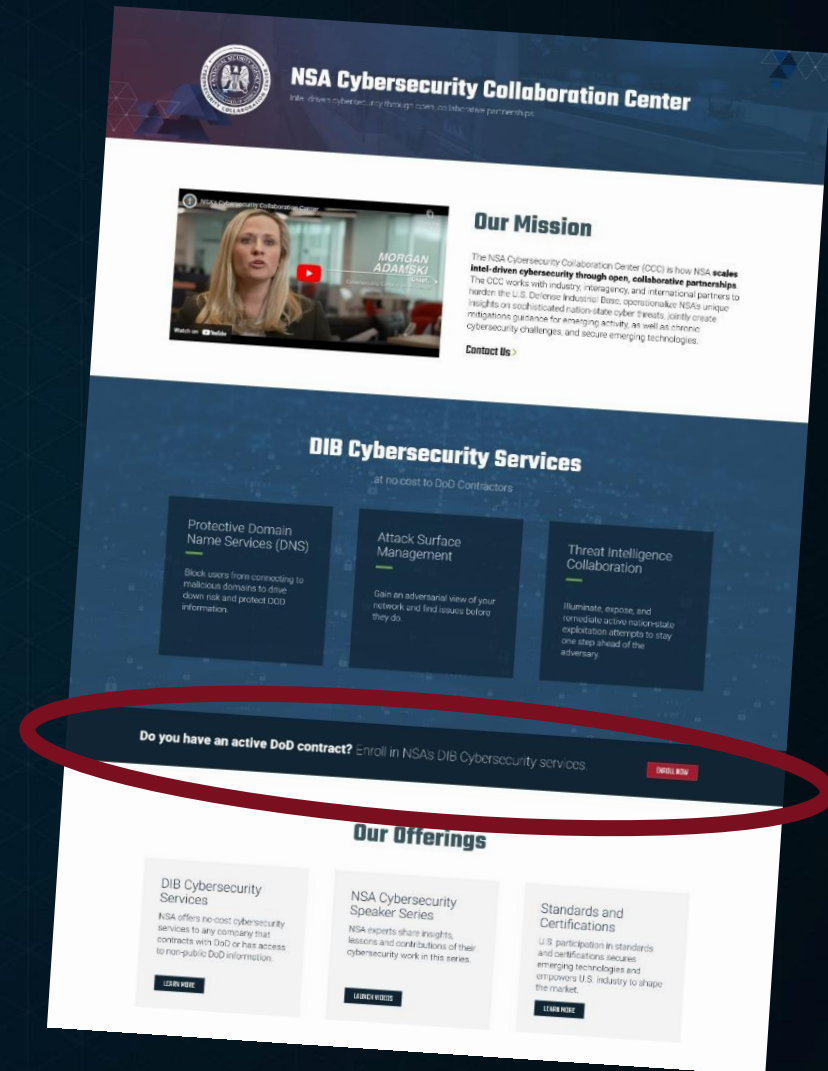 NSA Cybersecurity Collaboration Center
Intel-driven cybersecurity through open, collaborative partnerships.
NSA's Cybersecurity Collaboration Center
MORGAN
ADAMSKI
Watch on YouTube
Our Mission
The NSA Cybersecurity Collaboration Center (CCC) is how NSA scales
intel-driven cybersecurity through open, collaborative partnerships.
The CCC works with industry, interagency, and international partners to
harden the U.S. Defense Industrial Base, operationalize NSA's unique
insights on sophisticated nation-state cyber threats, jointly create
mitigations guidance for emerging activity, as well as chronic
cybersecurity challenges, and secure emerging technologies.
Contact Us >
DIB Cybersecurity Services
at no cost to DoD Contractors
Protective Domain
Name Services (DNS)
Block users from connecting to
malicious domains to drive
down risk and protect DOD
information.
Attack Surface
Management
Gain an adversarial view of your
network and find issues before
they do.
Threat Intelligence
Collaboration
Illuminate, expose, and
remediate active nation-state
exploitation attempts to stay
one step ahead of the
adversary.
Do you have an active DoD contract? Enroll in NSA's DIB Cybersecurity services.
ENROLL NOW
Our Offerings
DIB Cybersecurity
Services
NSA offers no-cost cybersecurity
services to any company that
contracts with DoD or has access
to non-public DoD information.
LEARN MORE
NSA Cybersecurity
Speaker Series
NSA experts share insights,
lessons and contributions of their
cybersecurity work in this series.
LAUNCH VIDEOS
Standards and
Certifications
U.S. participation in standards
and certifications secures
emerging technologies and
empowers U.S. industry to shape
the market.
LEARN MORE